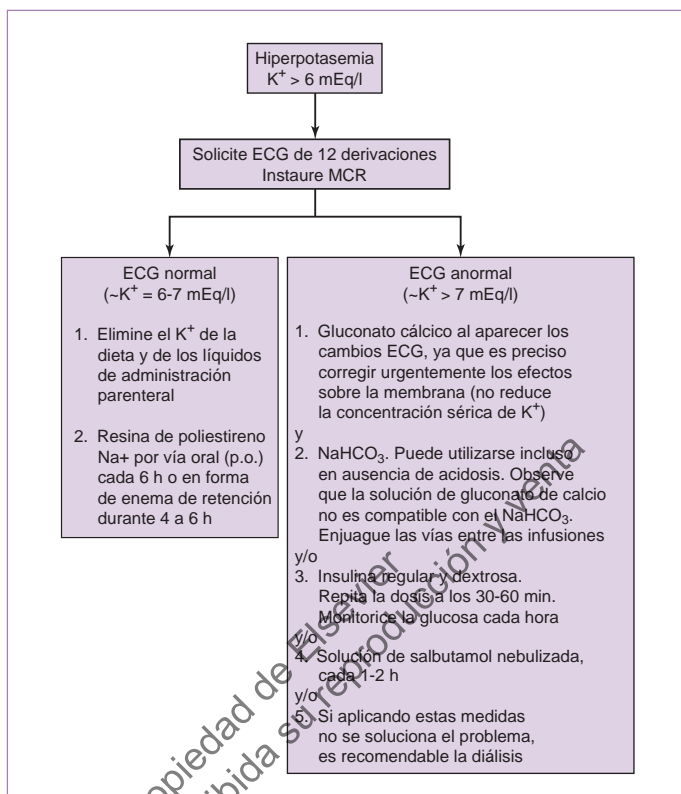 Hiperpotasemia
K+ > 6 mEq/l
Solicite ECG de 12 derivaciones
Instaure MCR
ECG normal
(~K+ = 6-7 mEq/l)
1. Elimine el K+ de la
dieta y de los líquidos
de administración
parenteral
2. Resina de poliestireno
Na+ por vía oral (p.o.)
cada 6 h o en forma
de enema de retención
durante 4 a 6 h
ECG anormal
(~K+ > 7 mEq/l)
1. Gluconato cálcico al aparecer los
cambios ECG, ya que es preciso
corregir urgentemente los efectos
sobre la membrana (no reduce
la concentración sérica de K+)
y
2. NaHCO3. Puede utilizarse incluso
en ausencia de acidosis. Observe
que la solución de gluconato de calcio
no es compatible con el NaHCO3.
Enjuague las vías entre las infusiones
y/o
3. Insulina regular y dextrosa.
Repita la dosis a los 30-60 min.
Monitorice la glucosa cada hora
y/o
4. Solución de salbutamol nebulizada,
cada 1-2 h
y/o
5. Si aplicando estas medidas
no se soluciona el problema,
es recomendable la diálisis
opiedad de Elsevier
ibida su reproducción y venta